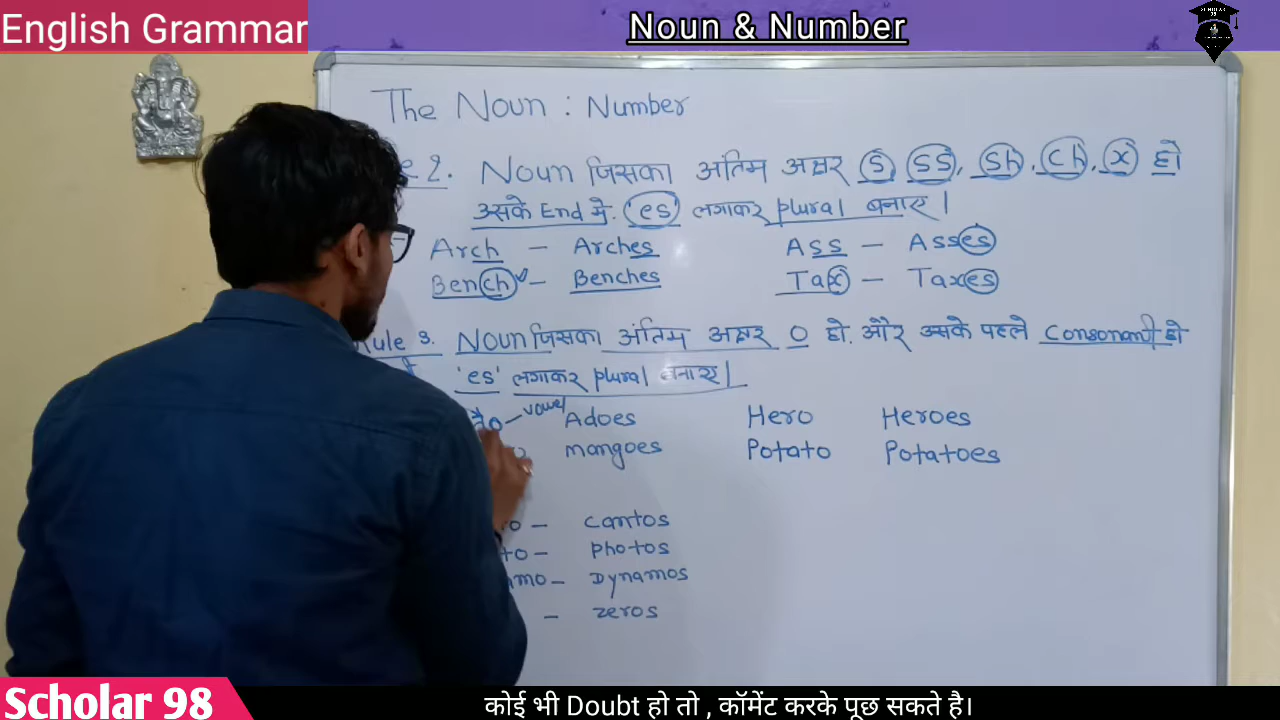 English Grammar
Noun & Number
The Noun : Number
2. Noun जिसका अंतिम अक्षर S SS, Sh, Ch, X हो
उसके End मे. 'es' लगाकर plural बनाए।
Arch – Arches Ass – Asses
Bench – Benches Tax – Taxes
Rule 3. Noun जिसका अंतिम अक्षर O हो. और उसके पहले Consonant हो
'es' लगाकर plural बनाए।
vowel
Adoes Hero Heroes
mangoes Potato Potatoes
– cantos
– photos
– Dynamos
– zeros
Scholar 98
कोई भी Doubt हो तो , कॉमेंट करके पूछ सकते है।